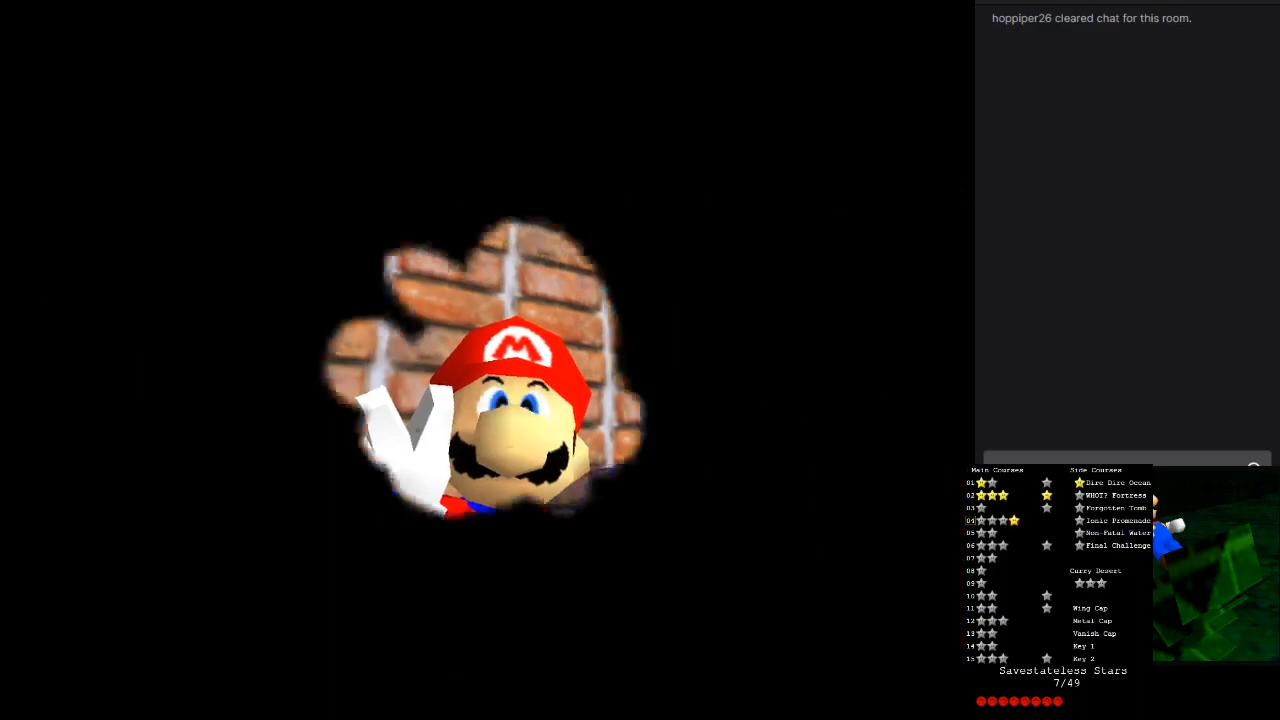 hoppiper26 cleared chat for this room.
M
Main Courses Side Courses
01 Dire Dire Ocean
02 WHOT? Fortress
03 Forgotten Tomb
04 Ionic Promenade
05 Non-Fatal Water
06 Final Challenge
07
08 Curry Desert
09
10
11 Wing Cap
12 Metal Cap
13 Vanish Cap
14 Key 1
15 Key 2
Savestateless Stars
7/49